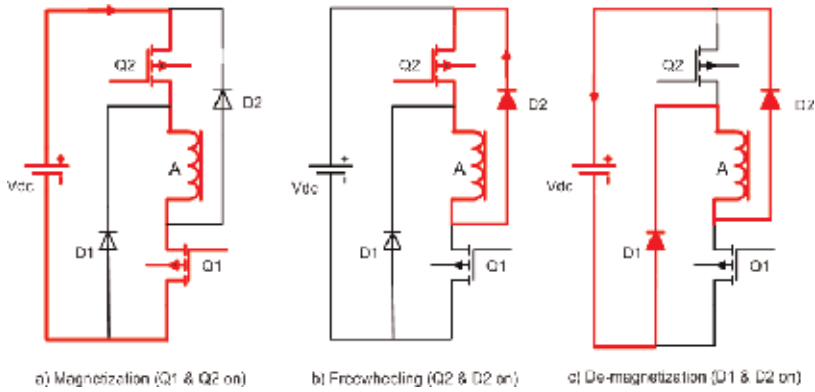 Q2
D2
Vdc
A
D1
Q1
a) Magnetization (Q1 & Q2 on)
Q2
D2
Vdc
A
D1
Q1
b) Freewheeling (Q2 & D2 on)
Q2
D2
Vdc
A
D1
Q1
c) De-magnetization (D1 & D2 on)